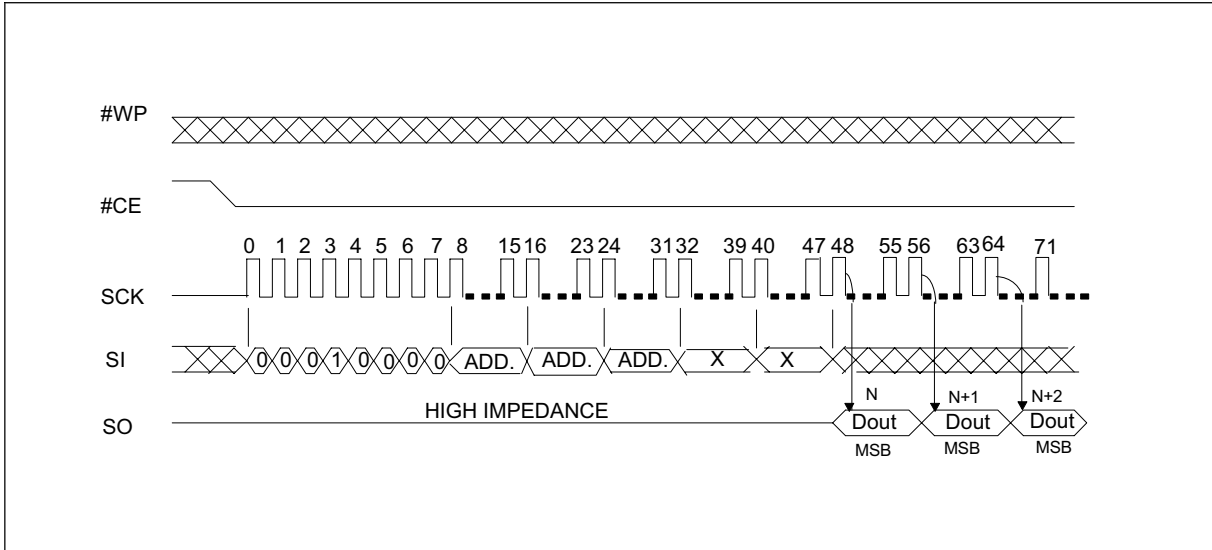 #WP
#CE
0 1 2 3 4 5 6 7 8 15 16 23 24 31 32 39 40 47 48 55 56 63 64 71
SCK
SI 0 0 0 1 0 0 0 0 ADD. ADD. ADD. X X
N N+1 N+2
HIGH IMPEDANCE
SO Dout Dout Dout
MSB MSB MSB